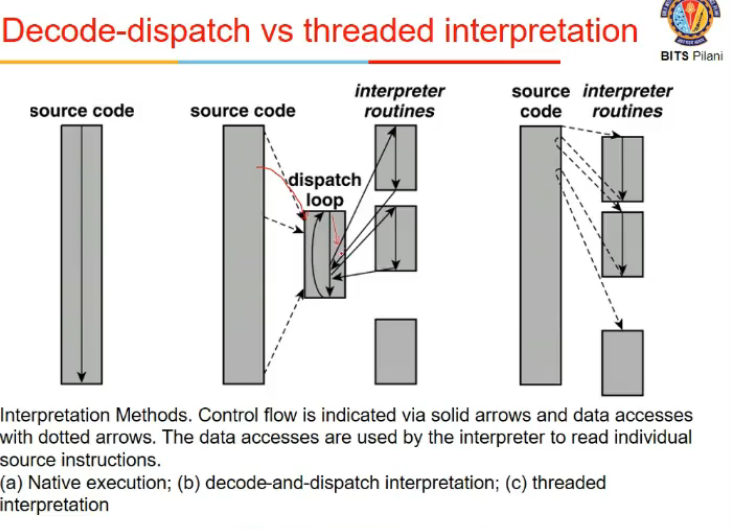 Decode-dispatch vs threaded interpretation
BITS Pilani
source code
source code
interpreter
routines
dispatch
loop
source
code
interpreter
routines
Interpretation Methods. Control flow is indicated via solid arrows and data accesses
with dotted arrows. The data accesses are used by the interpreter to read individual
source instructions.
(a) Native execution; (b) decode-and-dispatch interpretation; (c) threaded
interpretation